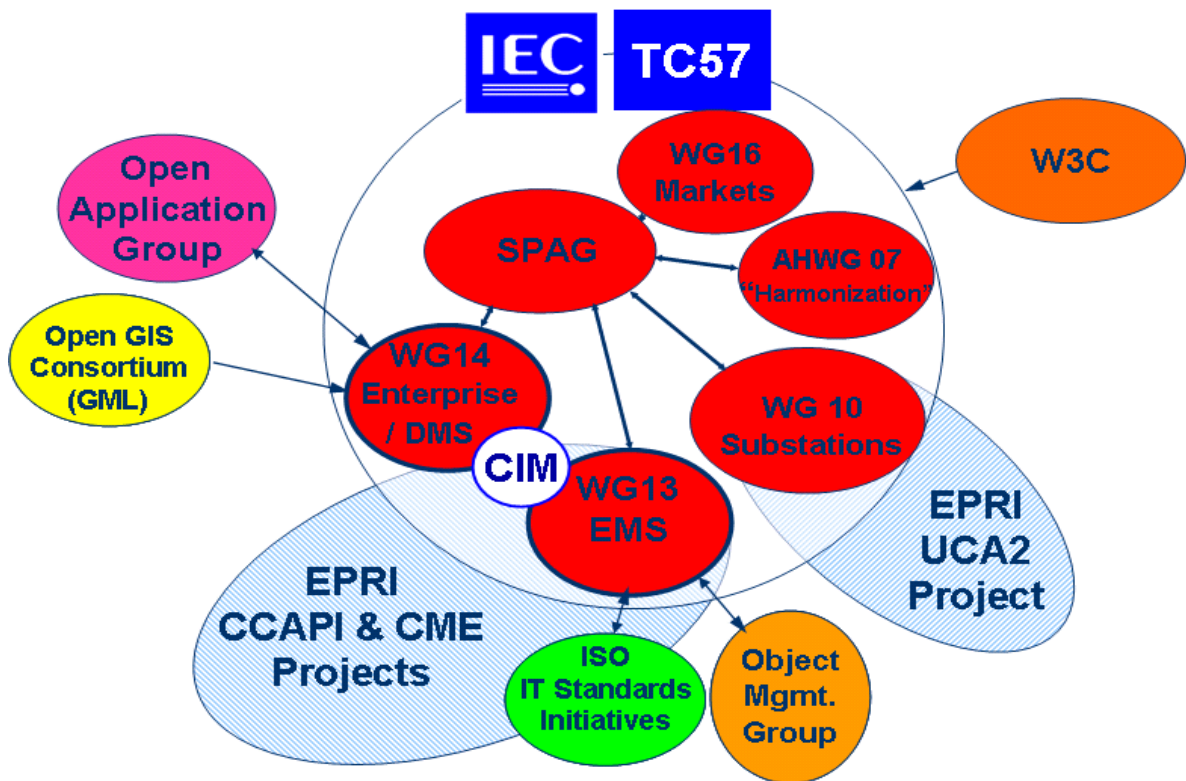 IEC
TC57
WG16
Markets
W3C
Open
Application
Group
SPAG
AHWG 07
“Harmonization”
Open GIS
Consortium
(GML)
WG14
Enterprise
/ DMS
WG 10
Substations
CIM
WG13
EMS
EPRI
UCA2
Project
EPRI
CCAPI & CME
Projects
ISO
IT Standards
Initiatives
Object
Mgmt.
Group